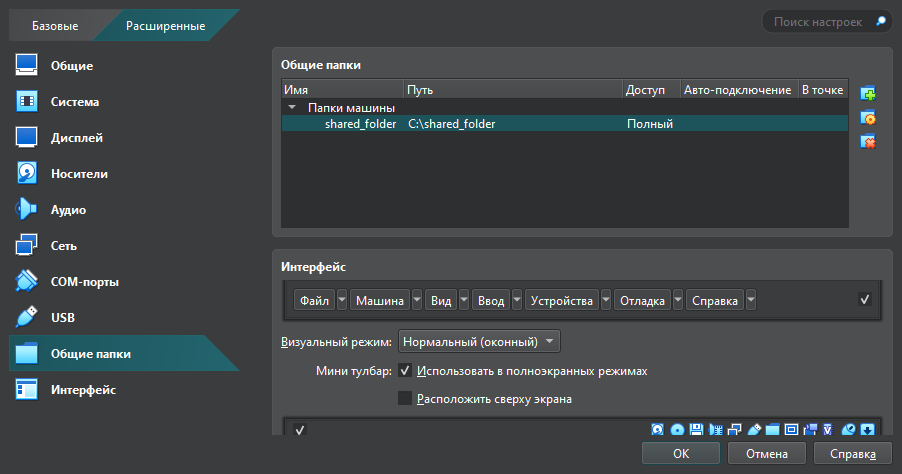 Базовые Расширенные Поиск настроек
Общие
Система
Дисплей
Носители
Аудио
Сеть
COM-порты
USB
Общие папки
Интерфейс
Общие папки
Имя Путь Доступ Авто-подключение В точке
Папки машины
shared_folder C:\shared_folder Полный
Интерфейс
Файл Машина Вид Ввод Устройства Отладка Справка
Визуальный режим: Нормальный (оконный)
Мини тулбар: Использовать в полноэкранных режимах
Расположить сверху экрана
OK Отмена Справка